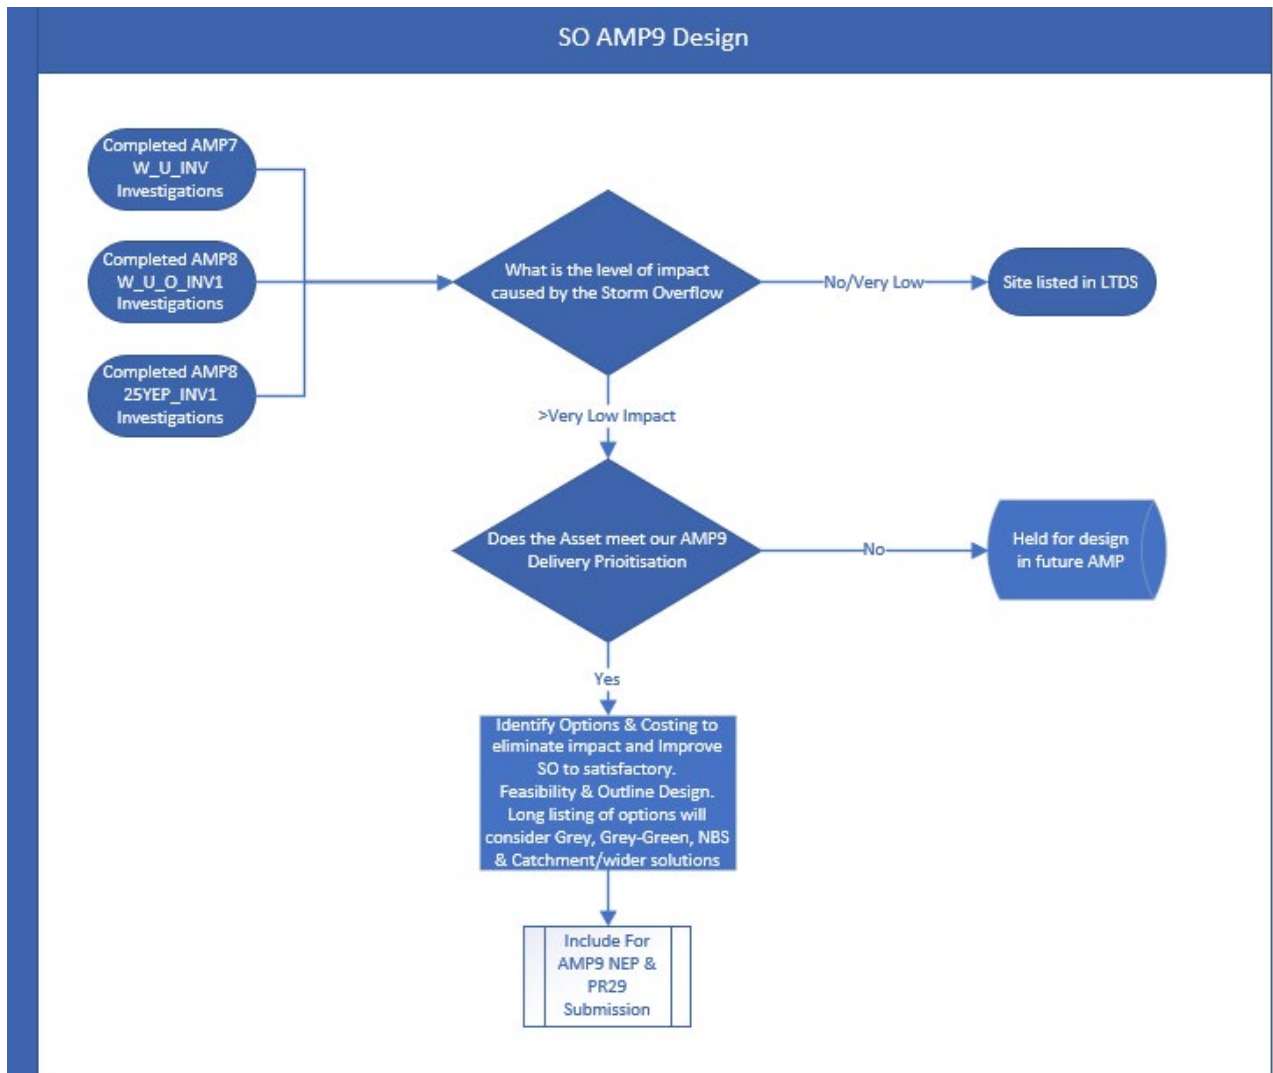 SO AMP9 Design
Completed AMP7
W_U_INV
Investigations
Completed AMP8
W_U_O_INV1
Investigations
Completed AMP8
25YEP_INV1
Investigations
What is the level of impact
caused by the Storm Overflow
No/Very Low
Site listed in LTDS
>Very Low Impact
Does the Asset meet our AMP9
Delivery Prioitisation
No
Held for design
in future AMP
Yes
Identify Options & Costing to
eliminate impact and Improve
SO to satisfactory.
Feasibility & Outline Design.
Long listing of options will
consider Grey, Grey-Green, NBS
& Catchment/wider solutions
Include For
AMP9 NEP &
PR29
Submission